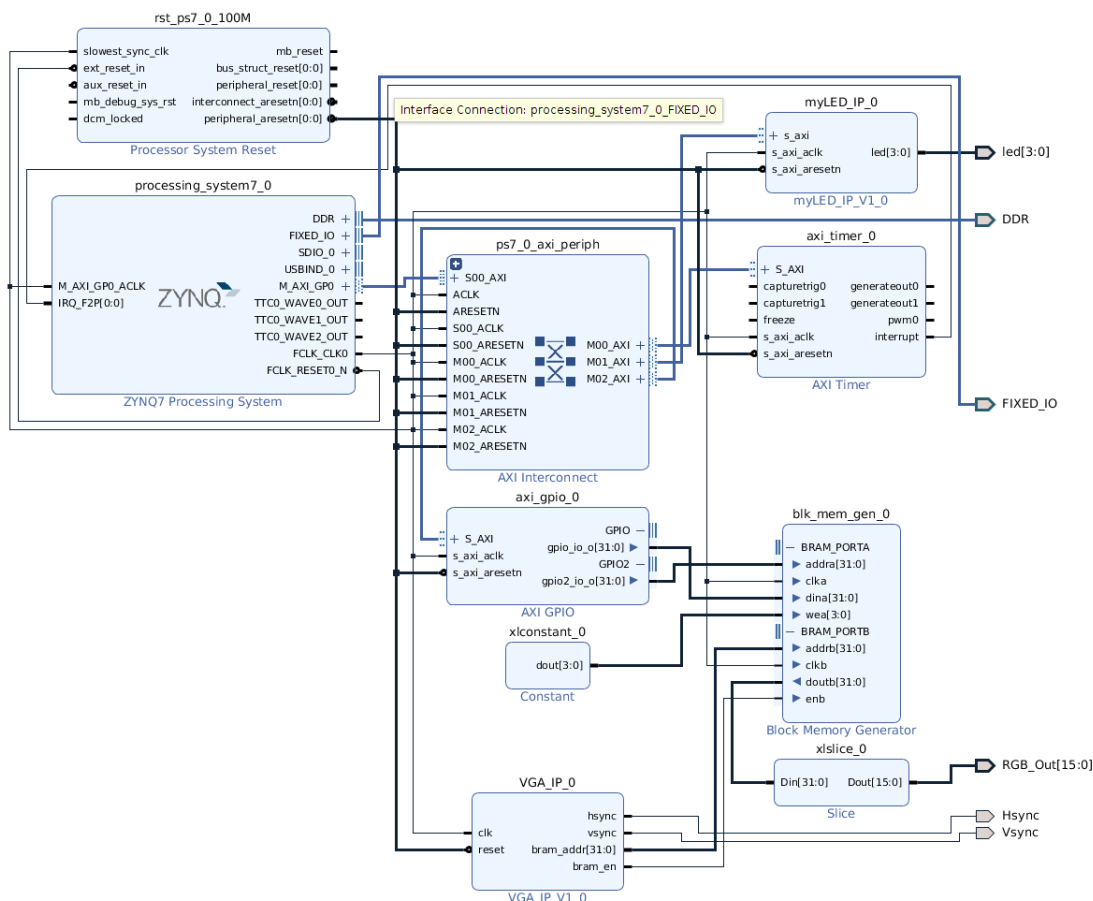 rst_ps7_0_100M
slowest_sync_clk
ext_reset_in
aux_reset_in
mb_debug_sys_rst
dcm_locked
mb_reset
bus_struct_reset[0:0]
peripheral_reset[0:0]
interconnect_aresetn[0:0]
peripheral_aresetn[0:0]
Processor System Reset
Interface Connection: processing_system7_0_FIXED_IO
myLED_IP_0
s_axi
s_axi_aclk
s_axi_aresetn
led[3:0]
myLED_IP_V1_0
led[3:0]
processing_system7_0
M_AXI_GP0_ACLK
IRQ_F2P[0:0]
ZYNQ
DDR
FIXED_IO
SDIO_0
USBIND_0
M_AXI_GP0
TTC0_WAVE0_OUT
TTC0_WAVE1_OUT
TTC0_WAVE2_OUT
FCLK_CLK0
FCLK_RESET0_N
ZYNQ7 Processing System
DDR
ps7_0_axi_periph
S00_AXI
ACLK
ARESETN
S00_ACLK
S00_ARESETN
M00_ACLK
M00_ARESETN
M01_ACLK
M01_ARESETN
M02_ACLK
M02_ARESETN
M00_AXI
M01_AXI
M02_AXI
AXI Interconnect
axi_timer_0
S_AXI
capturetrig0
capturetrig1
freeze
s_axi_aclk
s_axi_aresetn
generateout0
generateout1
pwm0
interrupt
AXI Timer
FIXED_IO
axi_gpio_0
S_AXI
s_axi_aclk
s_axi_aresetn
GPIO
gpio_io_o[31:0]
GPIO2
gpio2_io_o[31:0]
AXI GPIO
xlconstant_0
dout[3:0]
Constant
blk_mem_gen_0
BRAM_PORTA
addra[31:0]
clka
dina[31:0]
wea[3:0]
BRAM_PORTB
addrb[31:0]
clkb
doutb[31:0]
enb
Block Memory Generator
xlslice_0
Din[31:0]
Dout[15:0]
Slice
RGB_Out[15:0]
VGA_IP_0
clk
reset
hsync
vsync
bram_addr[31:0]
bram_en
VGA_IP_V1_0
Hsync
Vsync